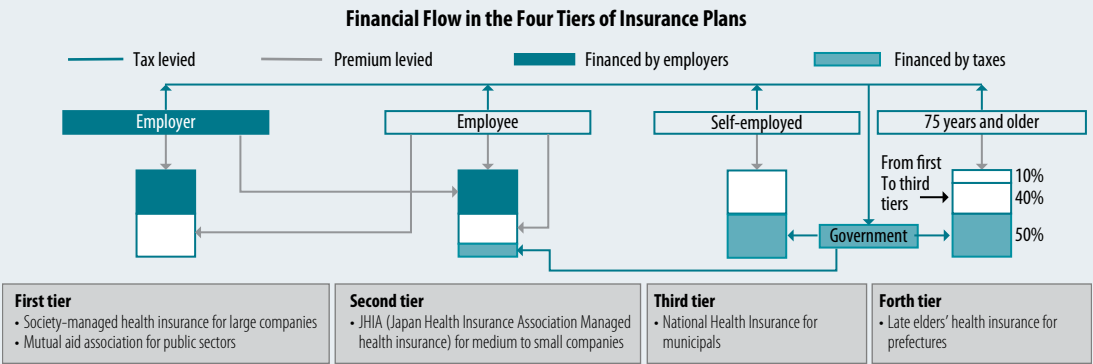 Financial Flow in the Four Tiers of Insurance Plans
Tax levied
Premium levied
Financed by employers
Financed by taxes
Employer
Employee
Self-employed
75 years and older
From first
To third
tiers
10%
40%
50%
Government
First tier
• Society-managed health insurance for large companies
• Mutual aid association for public sectors
Second tier
• JHIA (Japan Health Insurance Association Managed
health insurance) for medium to small companies
Third tier
• National Health Insurance for
municipals
Forth tier
• Late elders’ health insurance for
prefectures